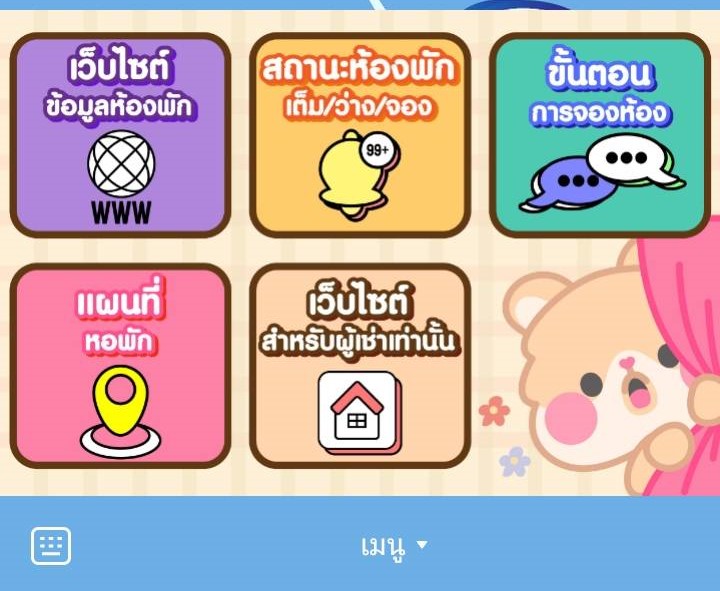 เว็บไซต์
ข้อมูลห้องพัก
WWW
สถานะห้องพัก
เต็ม/ว่าง/จอง
99+
ขั้นตอน
การจองห้อง
แผนที่
หอพัก
เว็บไซต์
สำหรับผู้เช่าเท่านั้น
เมนู